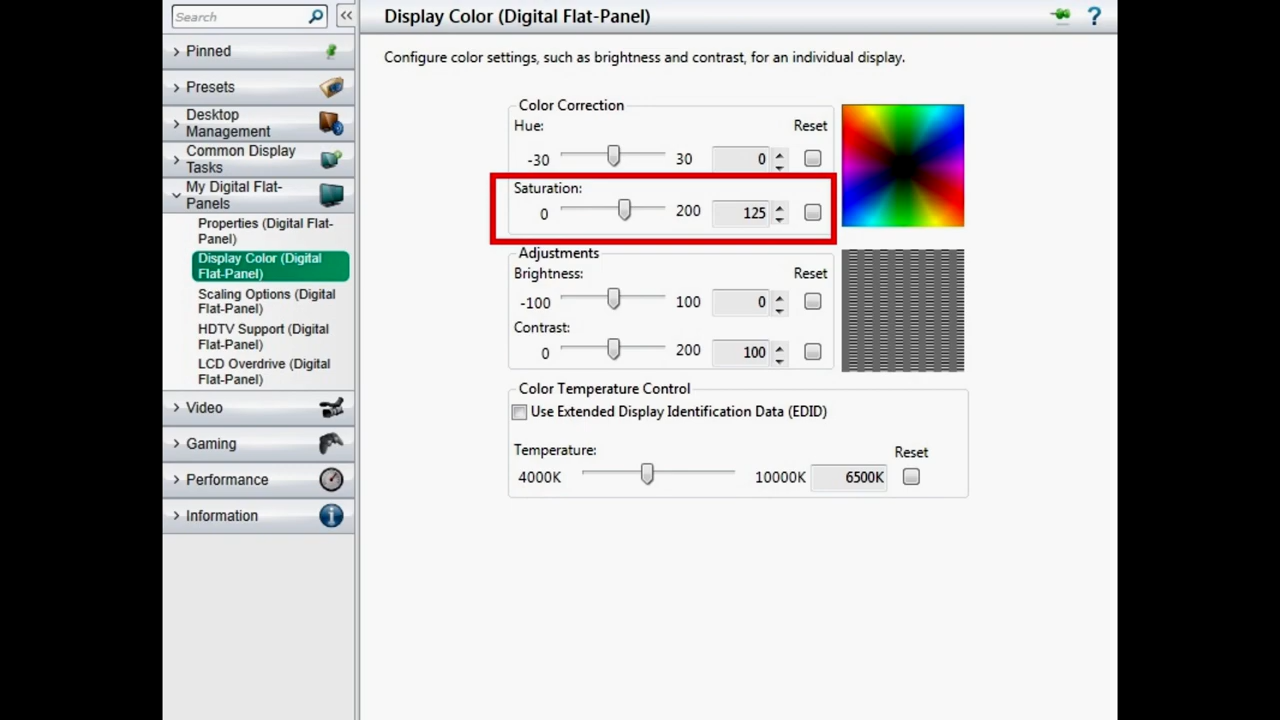 Search
Pinned
Presets
Desktop
Management
Common Display
Tasks
My Digital Flat-
Panels
Properties (Digital Flat-
Panel)
Display Color (Digital
Flat-Panel)
Scaling Options (Digital
Flat-Panel)
HDTV Support (Digital
Flat-Panel)
LCD Overdrive (Digital
Flat-Panel)
Video
Gaming
Performance
Information
Display Color (Digital Flat-Panel)
Configure color settings, such as brightness and contrast, for an individual display.
Color Correction
Hue: Reset
-30 30 0
Saturation:
0 200 125
Adjustments
Brightness: Reset
-100 100 0
Contrast:
0 200 100
Color Temperature Control
Use Extended Display Identification Data (EDID)
Temperature: Reset
4000K 10000K 6500K